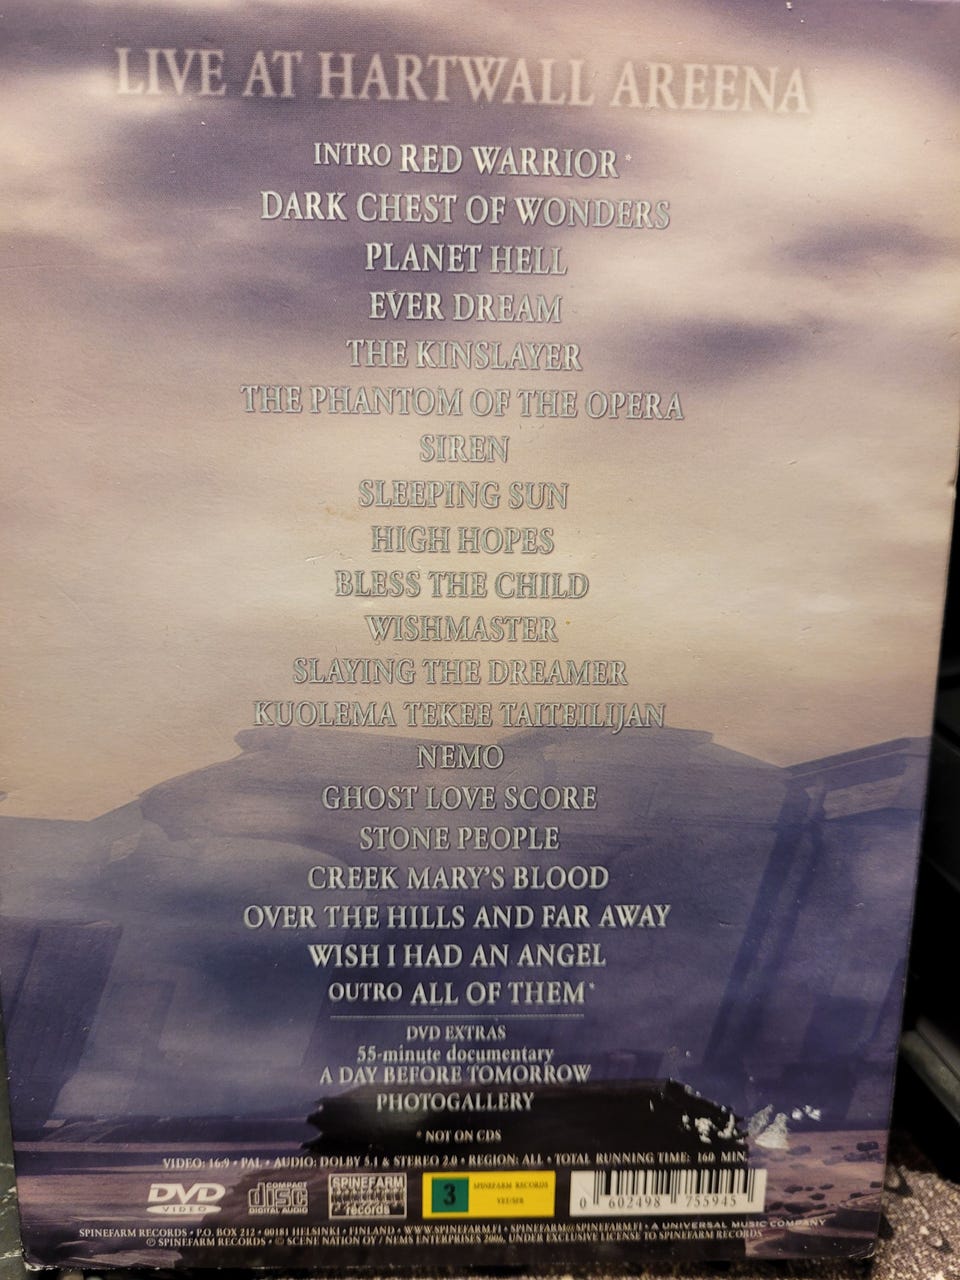 LIVE AT HARTWALL AREENA
INTRO RED WARRIOR*
DARK CHEST OF WONDERS
PLANET HELL
EVER DREAM
THE KINSLAYER
THE PHANTOM OF THE OPERA
SIREN
SLEEPING SUN
HIGH HOPES
BLESS THE CHILD
WISHMASTER
SLAYING THE DREAMER
KUOLEMA TEKEE TAITEILIJAN
NEMO
GHOST LOVE SCORE
STONE PEOPLE
CREEK MARY'S BLOOD
OVER THE HILLS AND FAR AWAY
WISH I HAD AN ANGEL
OUTRO ALL OF THEM*
DVD EXTRAS
55-minute documentary
A DAY BEFORE TOMORROW
PHOTOGALLERY
* NOT ON CDS
VIDEO: 16:9 • PAL • AUDIO: DOLBY 5.1 & STEREO 2.0 • REGION: ALL • TOTAL RUNNING TIME: 160 MIN.
DVD VIDEO
COMPACT disc DIGITAL AUDIO
SPINEFARM records
3
SPINEFARM RECORDS
0 602498 755945
SPINEFARM RECORDS • P.O. BOX 212 • 00181 HELSINKI • FINLAND • WWW.SPINEFARM.FI • SPINEFARM@SPINEFARM.FI • A UNIVERSAL MUSIC COMPANY
℗ SPINEFARM RECORDS • © SCENE NATION OY / NEMS ENTERPRISES 2006, UNDER EXCLUSIVE LICENSE TO SPINEFARM RECORDS